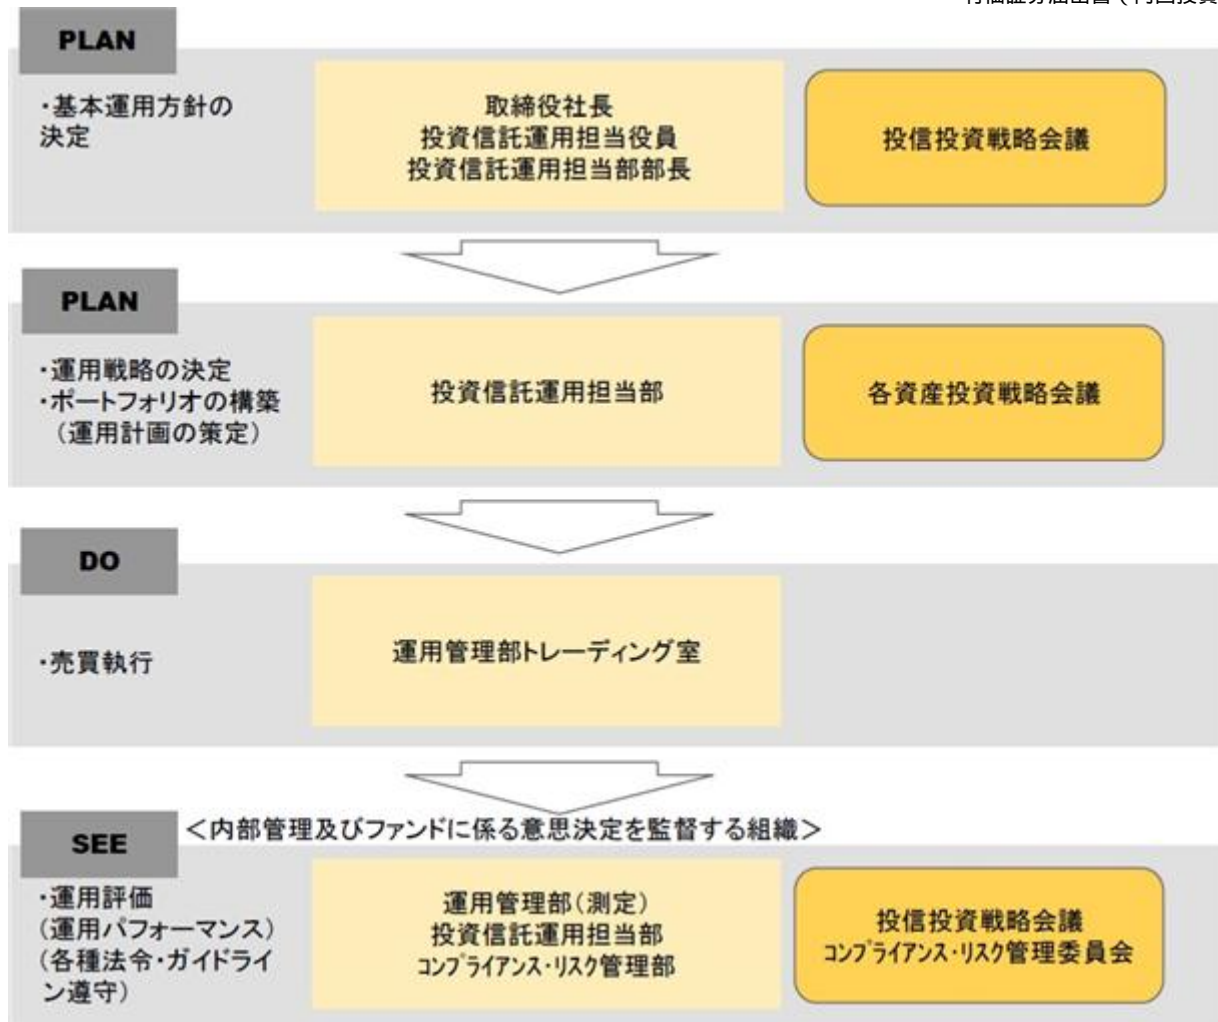 PLAN
・基本運用方針の
決定
取締役社長
投資信託運用担当役員
投資信託運用担当部部長
投信投資戦略会議
PLAN
・運用戦略の決定
・ポートフォリオの構築
（運用計画の策定）
投資信託運用担当部
各資産投資戦略会議
DO
・売買執行
運用管理部トレーディング室
SEE
＜内部管理及びファンドに係る意思決定を監督する組織＞
・運用評価
（運用パフォーマンス）
（各種法令・ガイドライ
ン遵守）
運用管理部（測定）
投資信託運用担当部
コンプライアンス・リスク管理部
投信投資戦略会議
コンプライアンス・リスク管理委員会